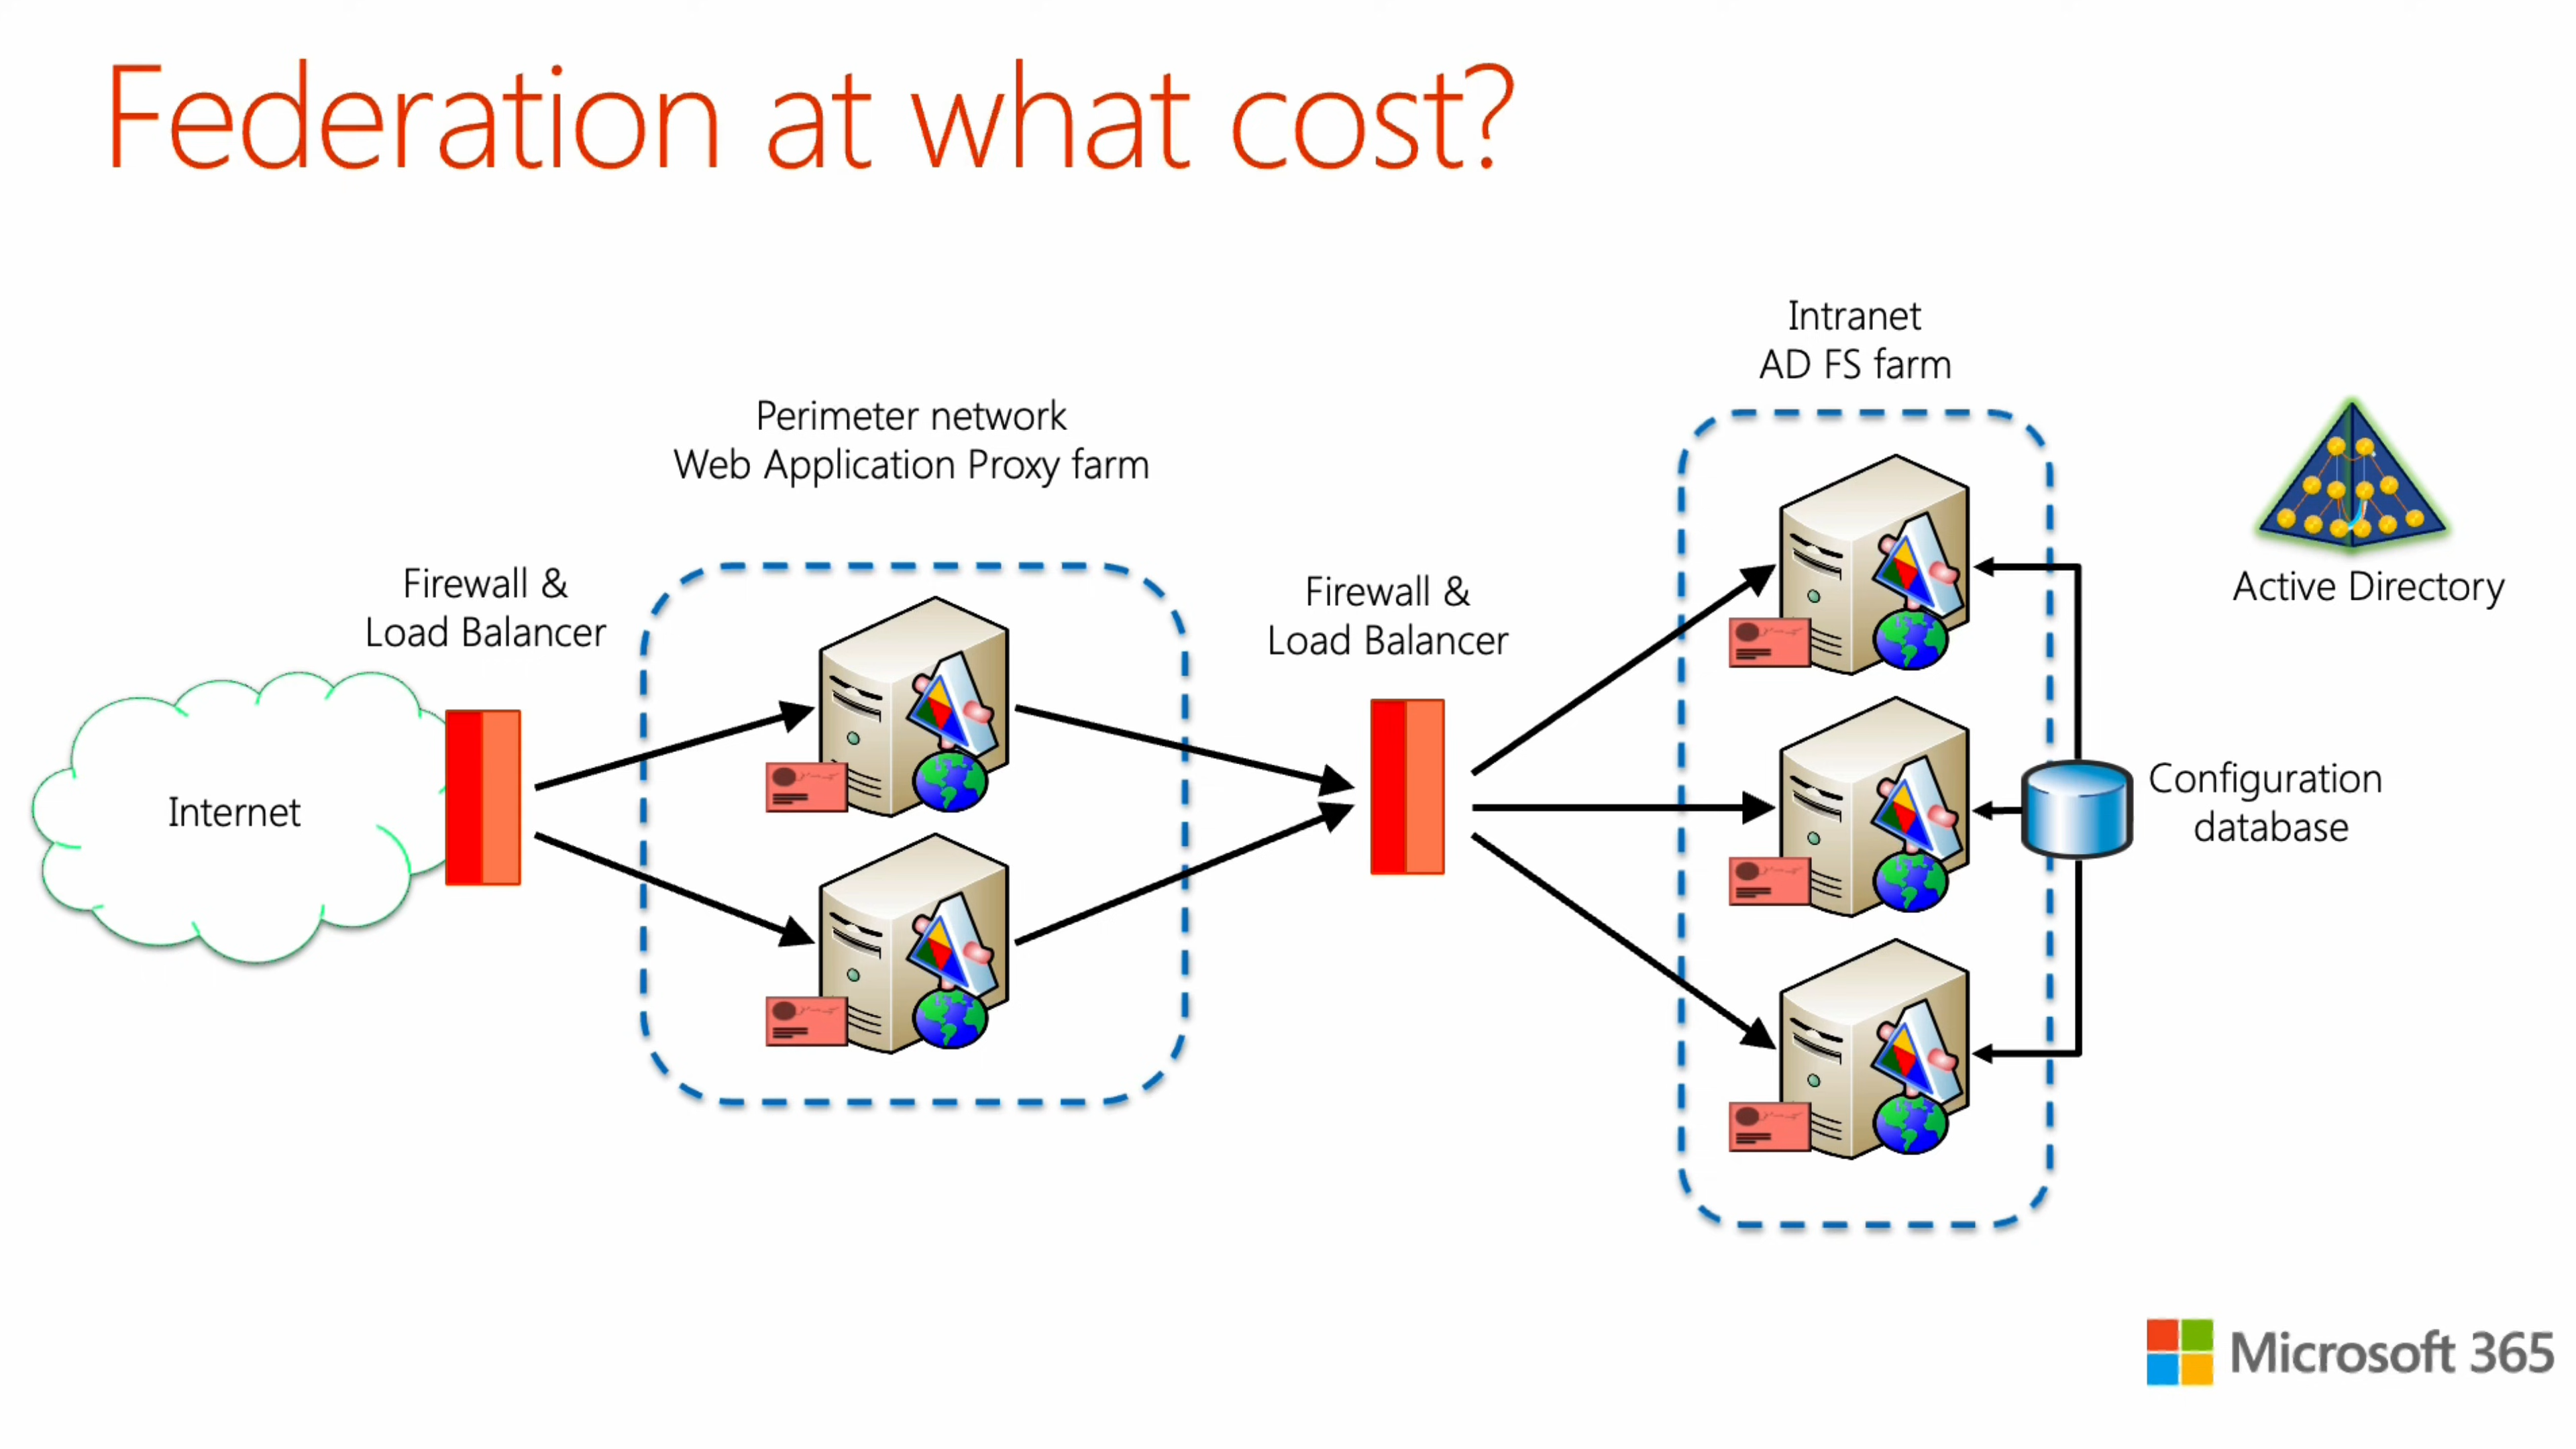 Federation at what cost?
Intranet
AD FS farm
Perimeter network
Web Application Proxy farm
Firewall &
Load Balancer
Firewall &
Load Balancer
Active Directory
Internet
Configuration
database
Microsoft 365